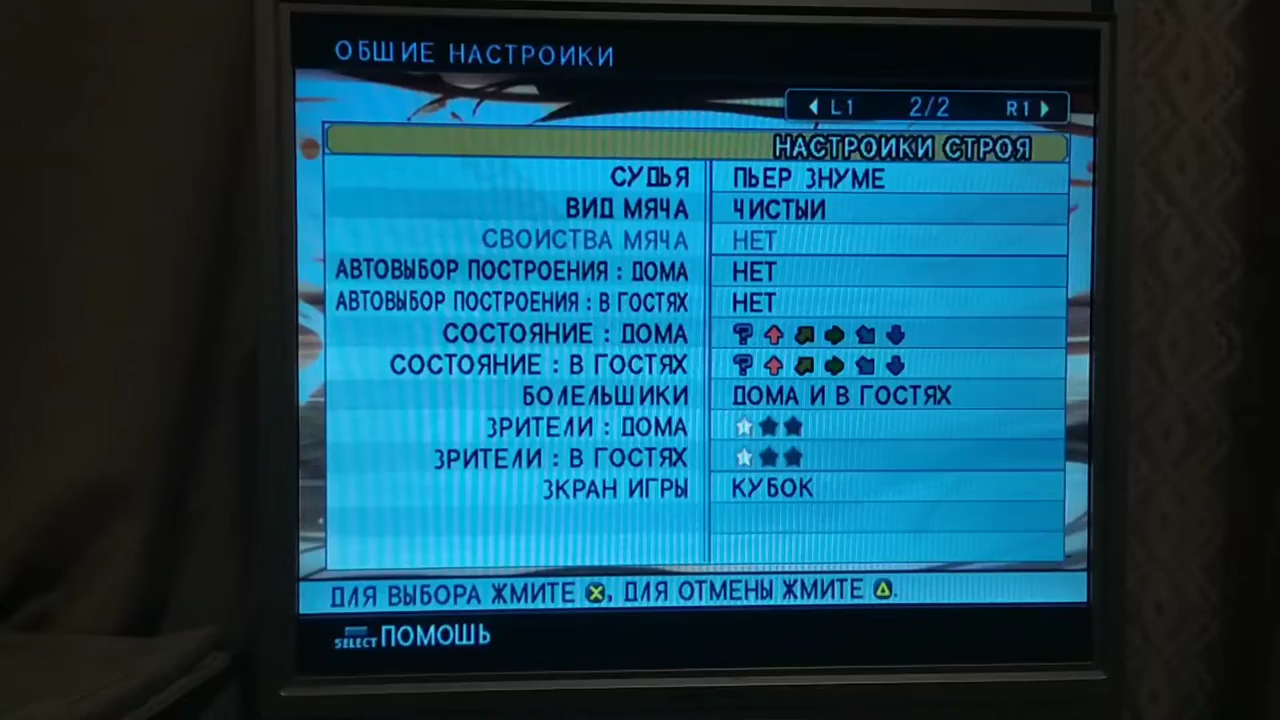 ОБШИЕ НАСТРОИКИ
L1 2/2 R1
НАСТРОИКИ СТРОЯ
СУДЬЯ ПЬЕР ЗНУМЕ
ВИД МЯЧА ЧИСТЫИ
СВОИСТВА МЯЧА НЕТ
АВТОВЫБОР ПОСТРОЕНИЯ : ДОМА НЕТ
АВТОВЫБОР ПОСТРОЕНИЯ : В ГОСТЯХ НЕТ
СОСТОЯНИЕ : ДОМА ?
СОСТОЯНИЕ : В ГОСТЯХ ?
БОЛЕЛЬШИКИ ДОМА И В ГОСТЯХ
ЗРИТЕЛИ : ДОМА
ЗРИТЕЛИ : В ГОСТЯХ
ЗКРАН ИГРЫ КУБОК
ДЛЯ ВЫБОРА ЖМИТЕ X, ДЛЯ ОТМЕНЫ ЖМИТЕ △.
SELECT ПОМОШЬ